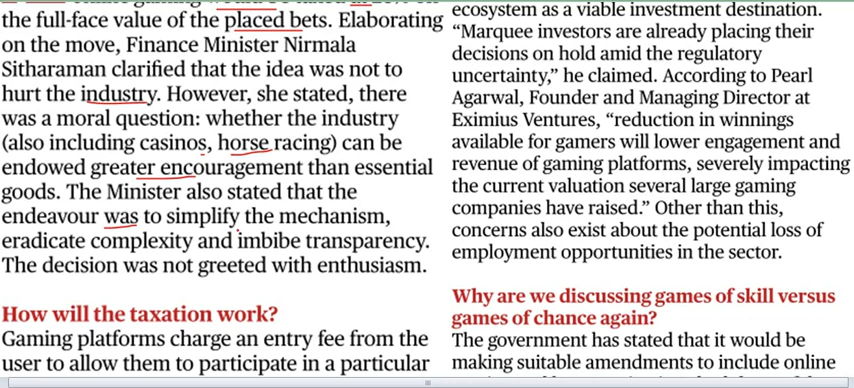 the full-face value of the placed bets. Elaborating
on the move, Finance Minister Nirmala
Sitharaman clarified that the idea was not to
hurt the industry. However, she stated, there
was a moral question: whether the industry
(also including casinos, horse racing) can be
endowed greater encouragement than essential
goods. The Minister also stated that the
endeavour was to simplify the mechanism,
eradicate complexity and imbibe transparency.
The decision was not greeted with enthusiasm.
How will the taxation work?
Gaming platforms charge an entry fee from the
user to allow them to participate in a particular
ecosystem as a viable investment destination.
“Marquee investors are already placing their
decisions on hold amid the regulatory
uncertainty,” he claimed. According to Pearl
Agarwal, Founder and Managing Director at
Eximius Ventures, “reduction in winnings
available for gamers will lower engagement and
revenue of gaming platforms, severely impacting
the current valuation several large gaming
companies have raised.” Other than this,
concerns also exist about the potential loss of
employment opportunities in the sector.
Why are we discussing games of skill versus
games of chance again?
The government has stated that it would be
making suitable amendments to include online